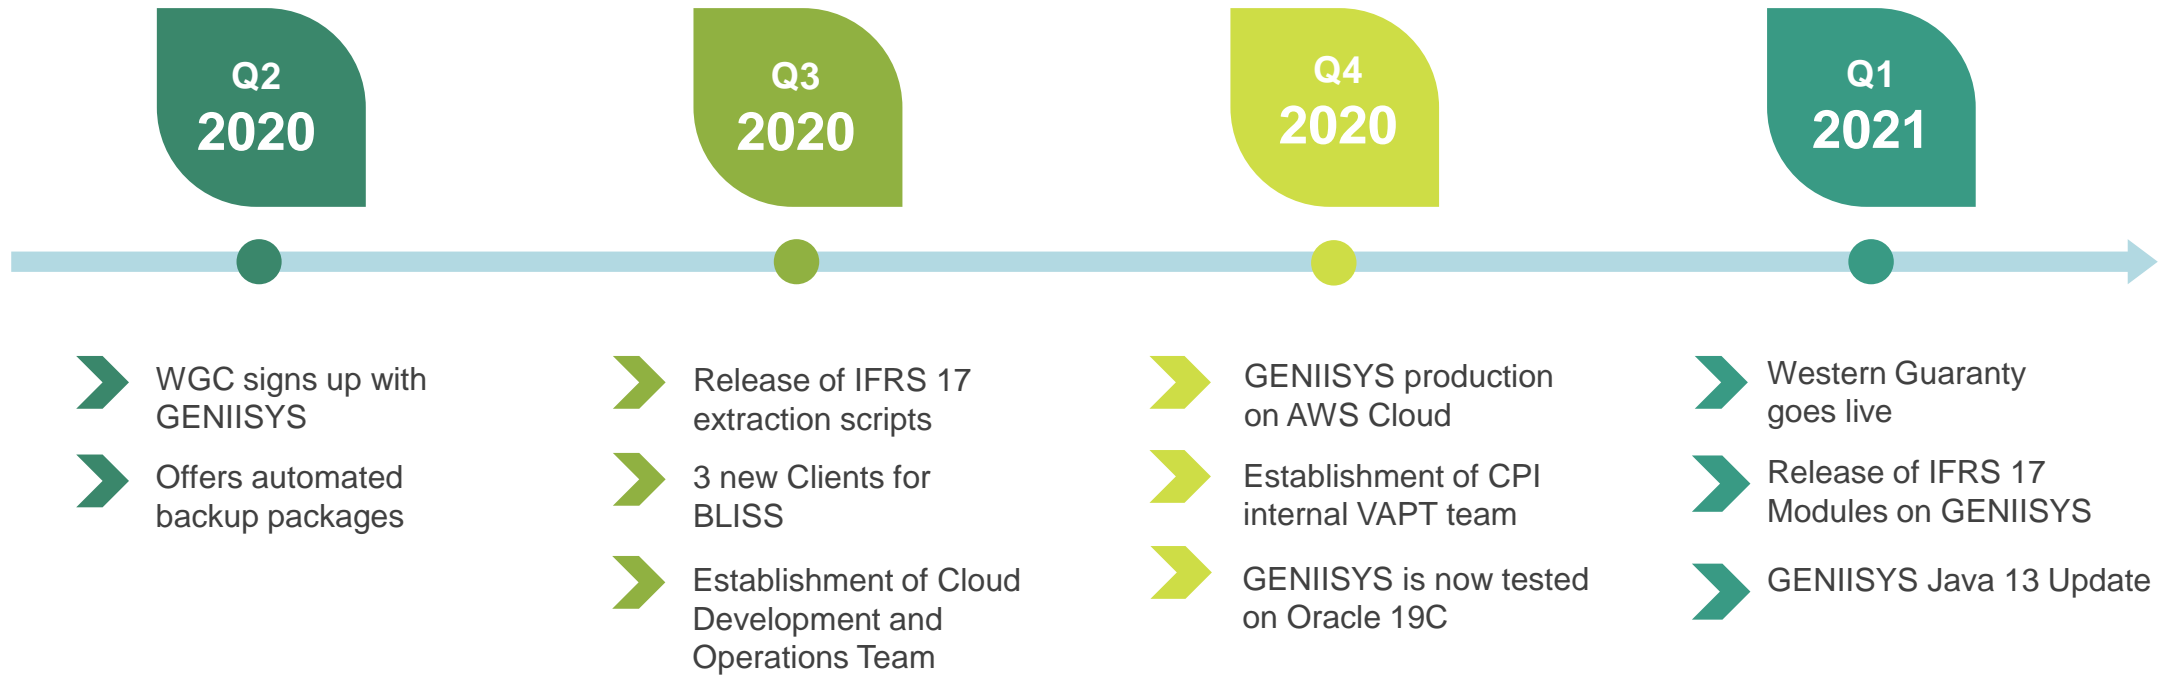 Q2
2020
Q3
2020
Q4
2020
Q1
2021
WGC signs up with
GENIISYS
Offers automated
backup packages
Release of IFRS 17
extraction scripts
3 new Clients for
BLISS
Establishment of Cloud
Development and
Operations Team
GENIISYS production
on AWS Cloud
Establishment of CPI
internal VAPT team
GENIISYS is now tested
on Oracle 19C
Western Guaranty
goes live
Release of IFRS 17
Modules on GENIISYS
GENIISYS Java 13 Update